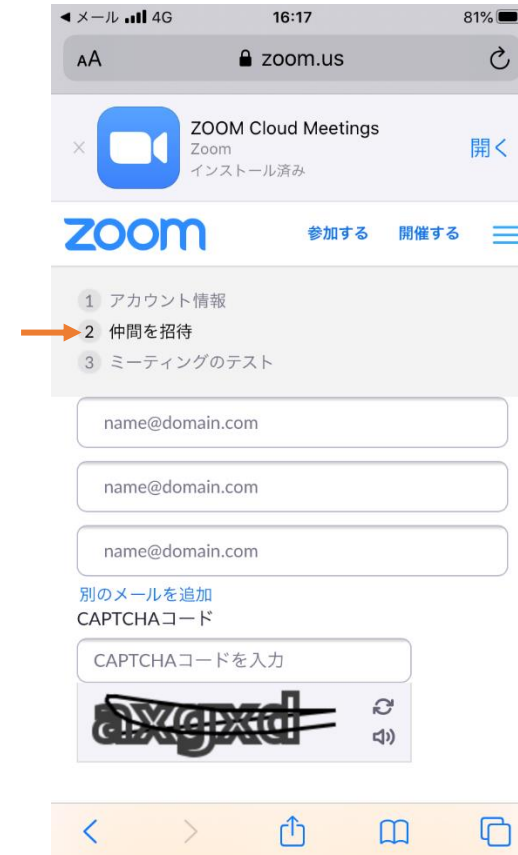 メール 4G 16:17 81%
AA zoom.us
ZOOM Cloud Meetings
Zoom
インストール済み
開く
zoom 参加する 開催する
1 アカウント情報
2 仲間を招待
3 ミーティングのテスト
name@domain.com
name@domain.com
name@domain.com
別のメールを追加
CAPTCHAコード
CAPTCHAコードを入力